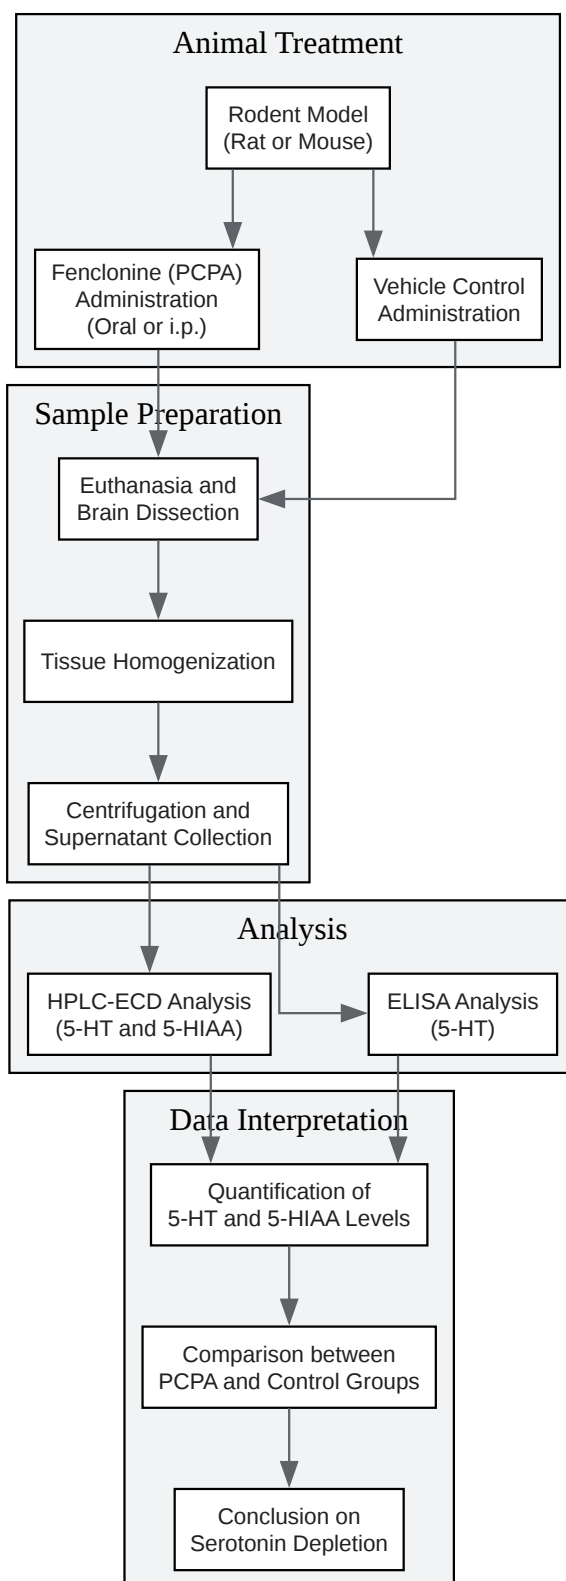 Animal Treatment
Rodent Model
(Rat or Mouse)
Fenclonine (PCPA)
Administration
(Oral or i.p.)
Vehicle Control
Administration
Sample Preparation
Euthanasia and
Brain Dissection
Tissue Homogenization
Centrifugation and
Supernatant Collection
Analysis
HPLC-ECD Analysis
(5-HT and 5-HIAA)
ELISA Analysis
(5-HT)
Data Interpretation
Quantification of
5-HT and 5-HIAA Levels
Comparison between
PCPA and Control Groups
Conclusion on
Serotonin Depletion